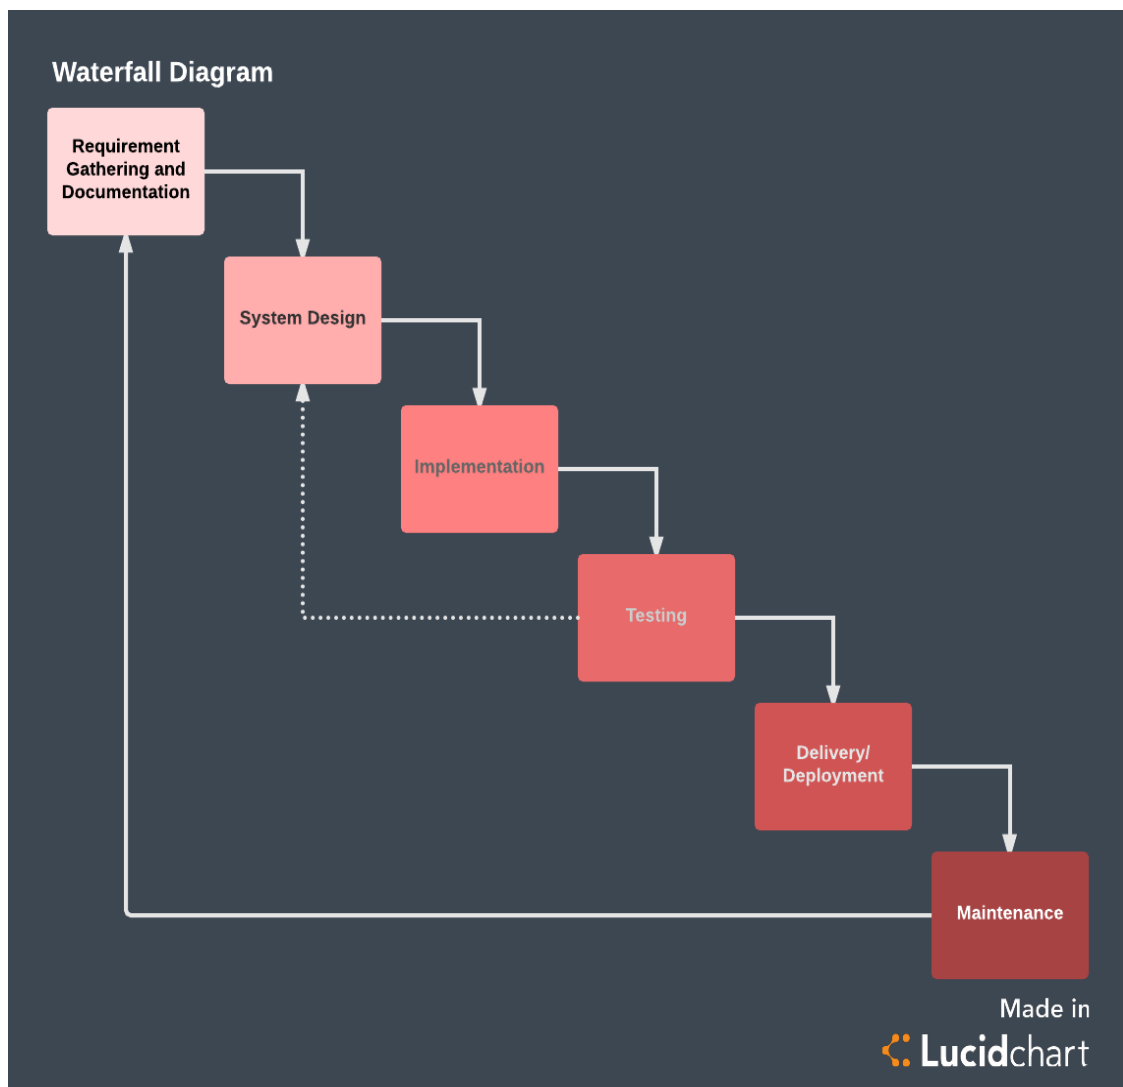 Waterfall Diagram
Requirement
Gathering and
Documentation
System Design
Implementation
Testing
Delivery/
Deployment
Maintenance
Made in
Lucidchart